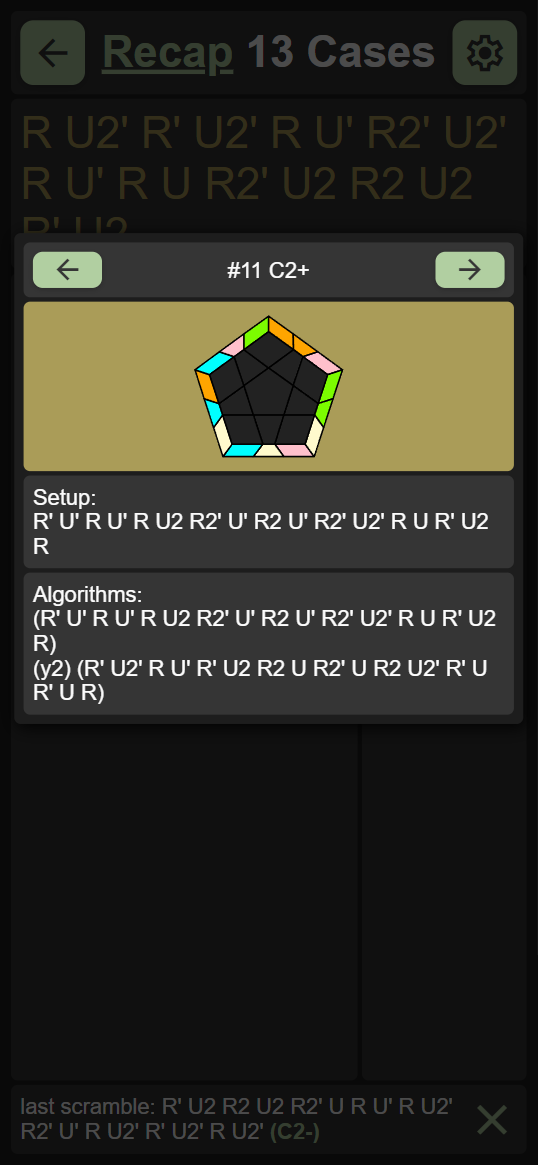 Recap 13 Cases
R U2' R' U2' R U' R2' U2'
R U' R U R2' U2 R2 U2
R' U2
#11 C2+
Setup:
R' U' R U' R U2 R2' U' R2 U' R2' U2' R U R' U2
R
Algorithms:
(R' U' R U' R U2 R2' U' R2 U' R2' U2' R U R' U2
R)
(y2) (R' U2' R U' R' U2 R2 U R2' U R2 U2' R' U
R' U R)
last scramble: R' U2 R2 U2 R2' U R U' R U2'
R2' U' R U2' R' U2' R U2' (C2-)